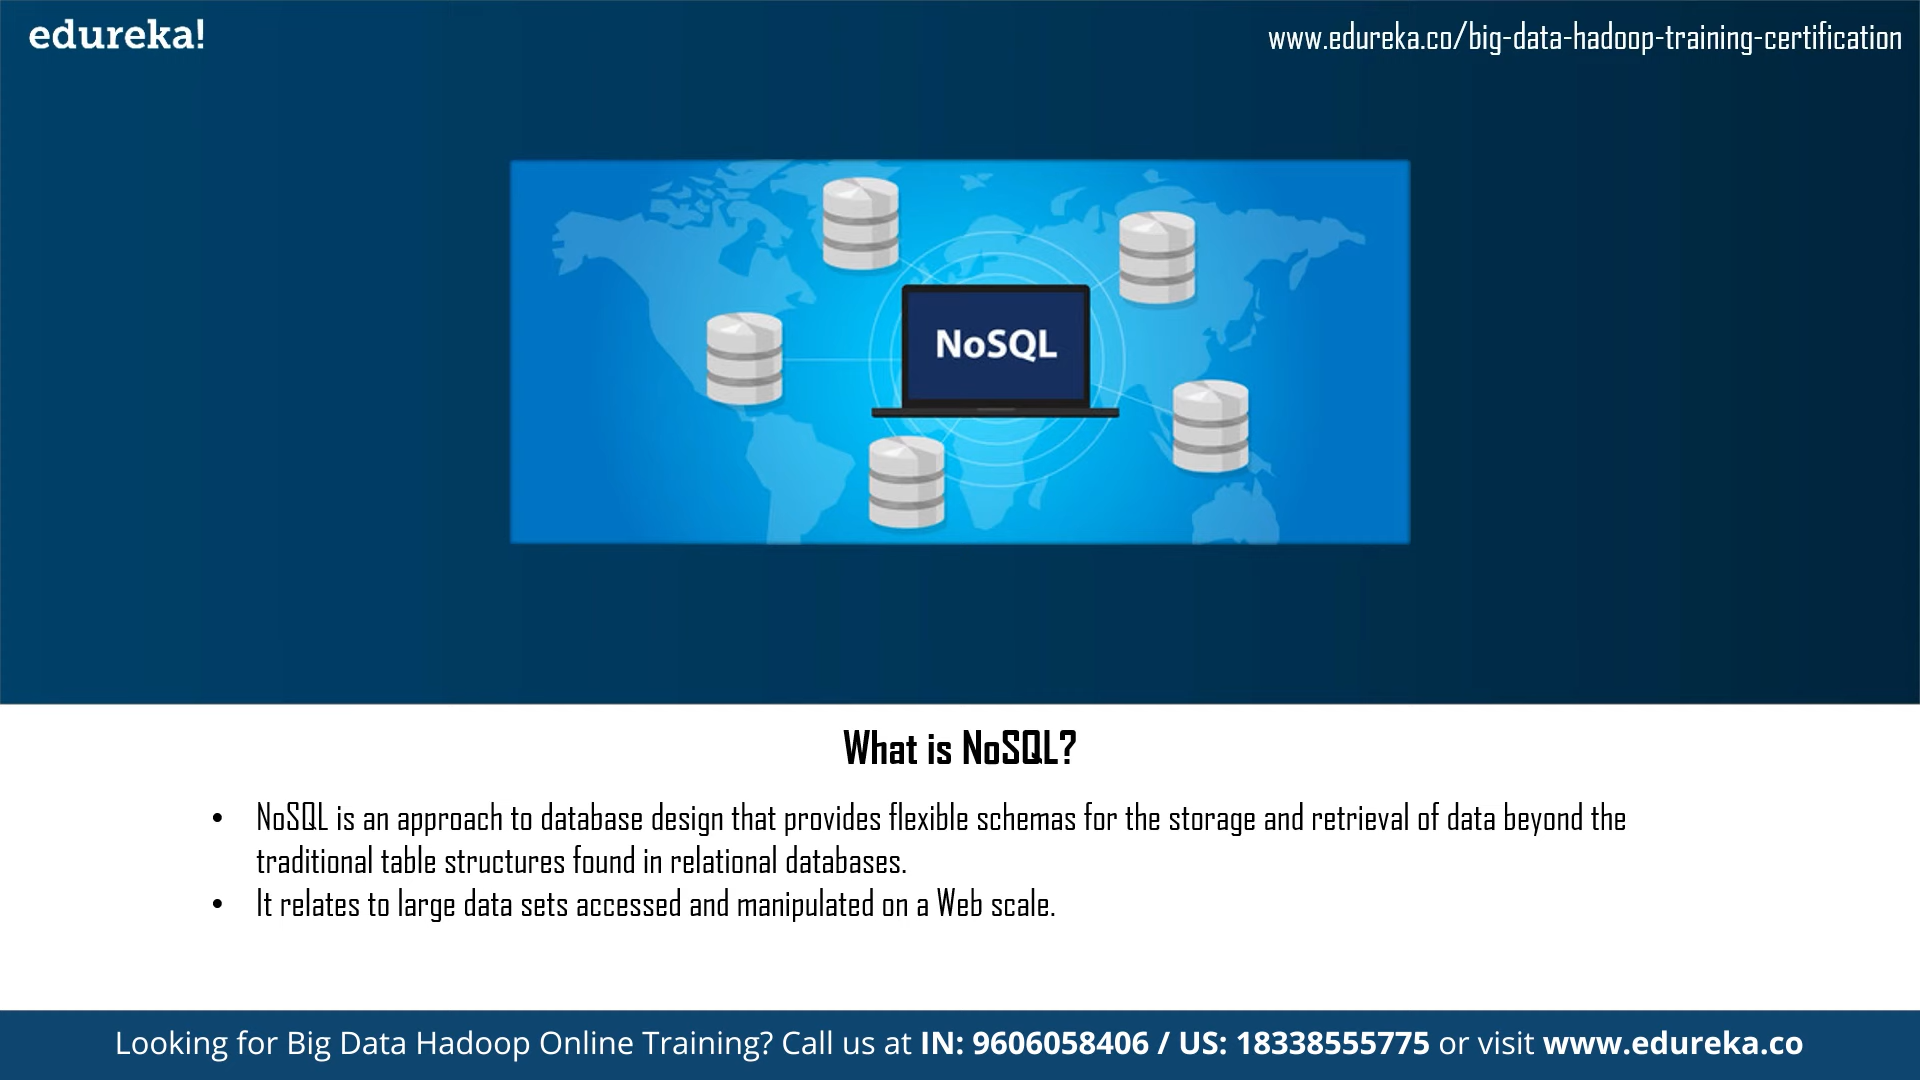 edureka!
www.edureka.co/big-data-hadoop-training-certification
NoSQL
What is NoSQL?
• NoSQL is an approach to database design that provides flexible schemas for the storage and retrieval of data beyond the
traditional table structures found in relational databases.
• It relates to large data sets accessed and manipulated on a Web scale.
Looking for Big Data Hadoop Online Training? Call us at IN: 9606058406 / US: 18338555775 or visit www.edureka.co